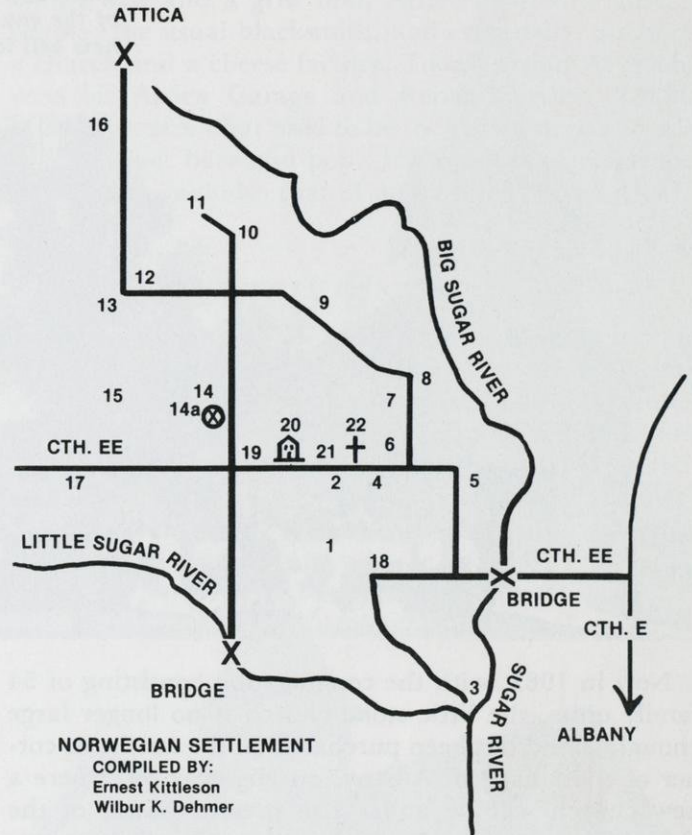 ATTICA
X
16
11
10
BIG SUGAR RIVER
12
13
9
8
7
15
14
14a
20
22
6
CTH. EE
19
21
17
2
4
5
1
LITTLE SUGAR RIVER
18
CTH. EE
X
BRIDGE
CTH. E
X
BRIDGE
3
SUGAR RIVER
ALBANY
NORWEGIAN SETTLEMENT
COMPILED BY:
Ernest Kittleson
Wilbur K. Dehmer